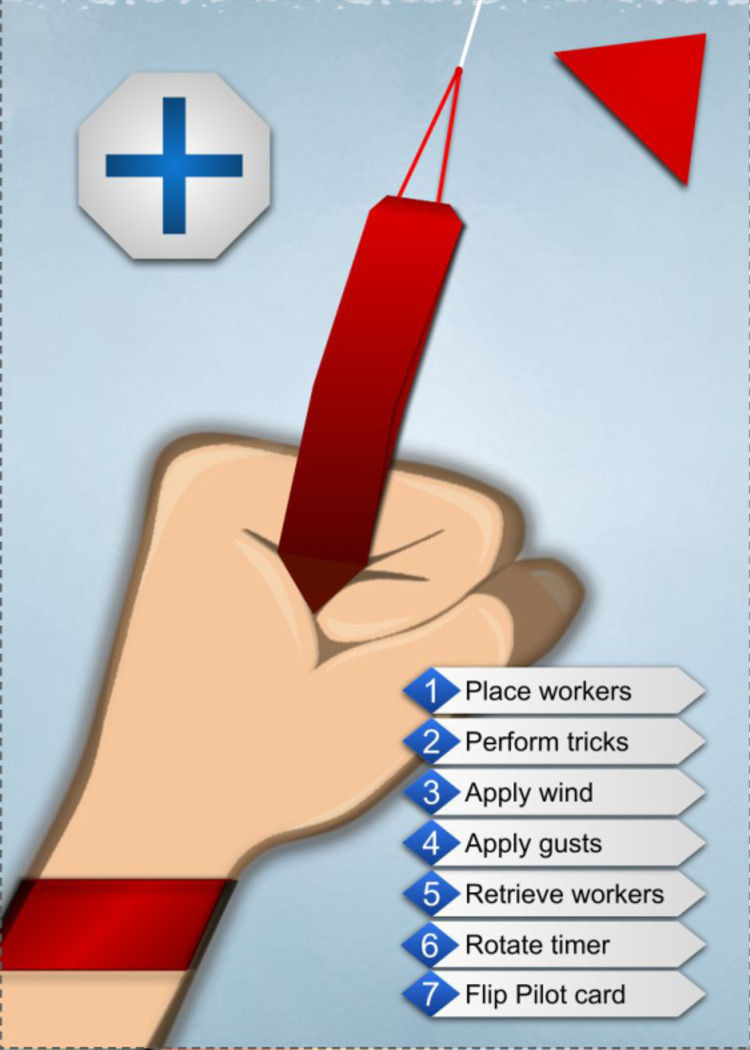 1 Place workers
2 Perform tricks
3 Apply wind
4 Apply gusts
5 Retrieve workers
6 Rotate timer
7 Flip Pilot card